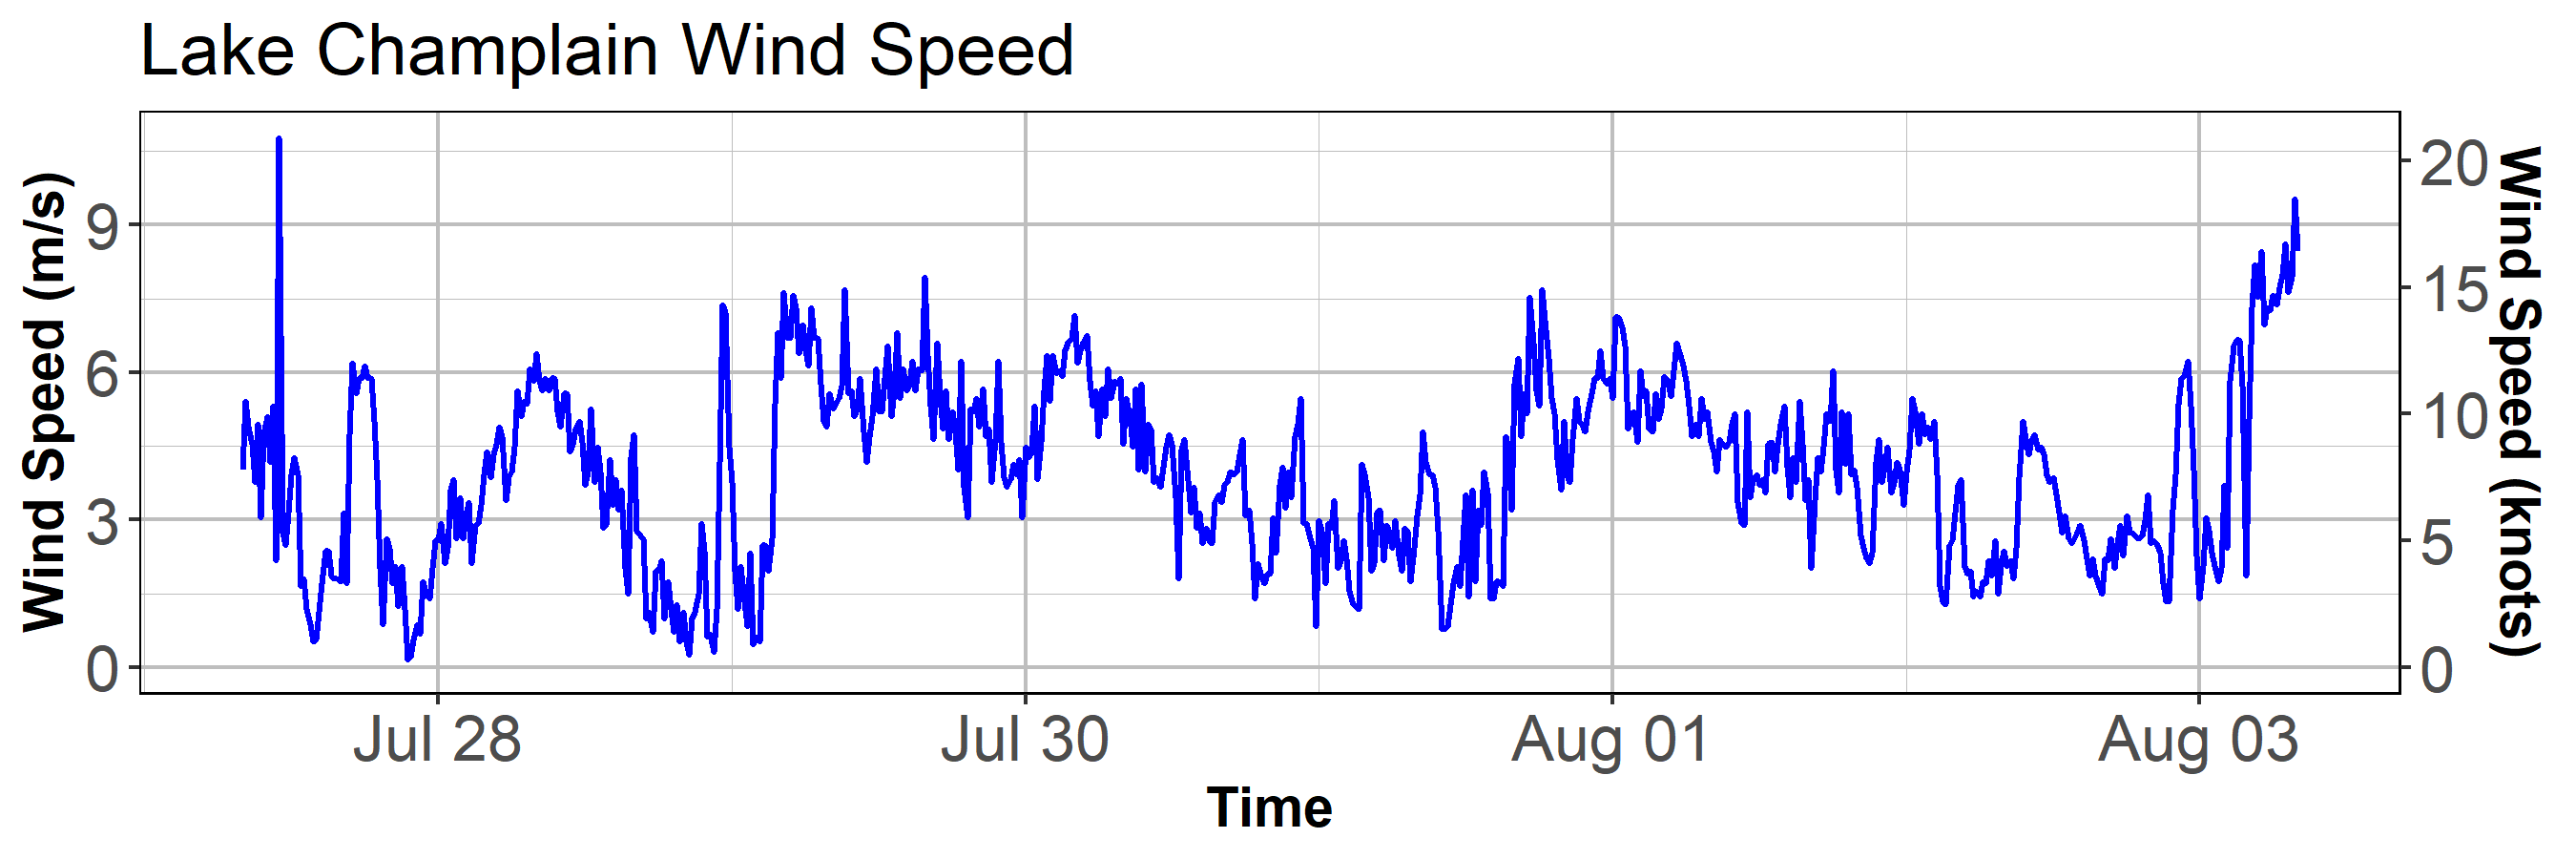 Lake Champlain Wind Speed
Wind Speed (m/s)
9
6
3
0
20
15
10
5
0
Wind Speed (knots)
Jul 28 Jul 30 Aug 01 Aug 03
Time